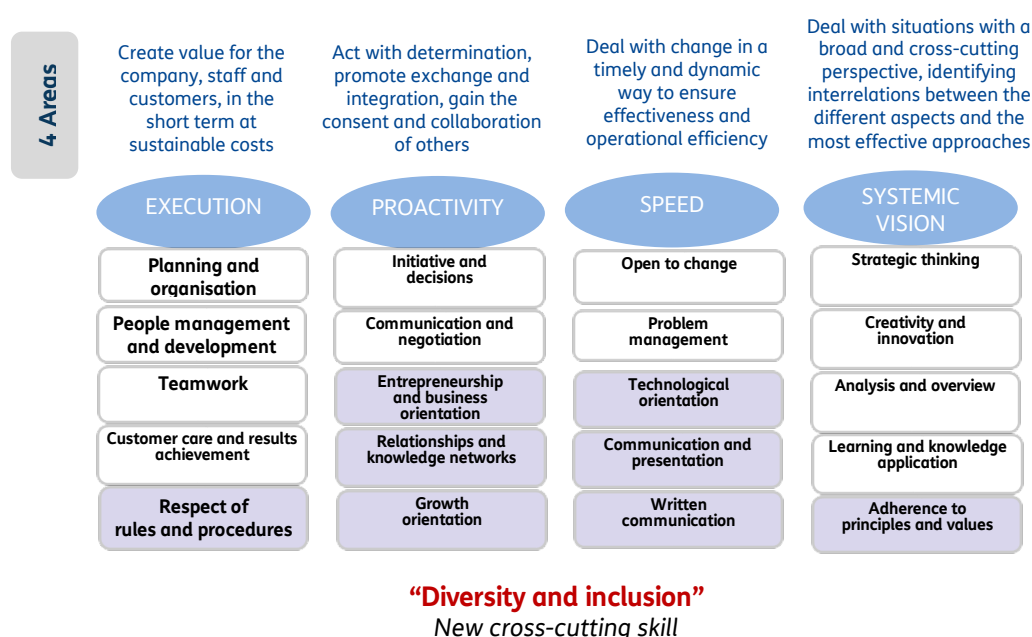 4 Areas
Create value for the
company, staff and
customers, in the
short term at
sustainable costs
Act with determination,
promote exchange and
integration, gain the
consent and collaboration
of others
Deal with change in a
timely and dynamic
way to ensure
effectiveness and
operational efficiency
Deal with situations with a
broad and cross-cutting
perspective, identifying
interrelations between the
different aspects and the
most effective approaches
EXECUTION
PROACTIVITY
SPEED
SYSTEMIC
VISION
Planning and
organisation
People management
and development
Teamwork
Customer care and results
achievement
Respect of
rules and procedures
Initiative and
decisions
Communication and
negotiation
Entrepreneurship
and business
orientation
Relationships and
knowledge networks
Growth
orientation
Open to change
Problem
management
Technological
orientation
Communication and
presentation
Written
communication
Strategic thinking
Creativity and
innovation
Analysis and overview
Learning and knowledge
application
Adherence to
principles and values
“Diversity and inclusion”
New cross-cutting skill